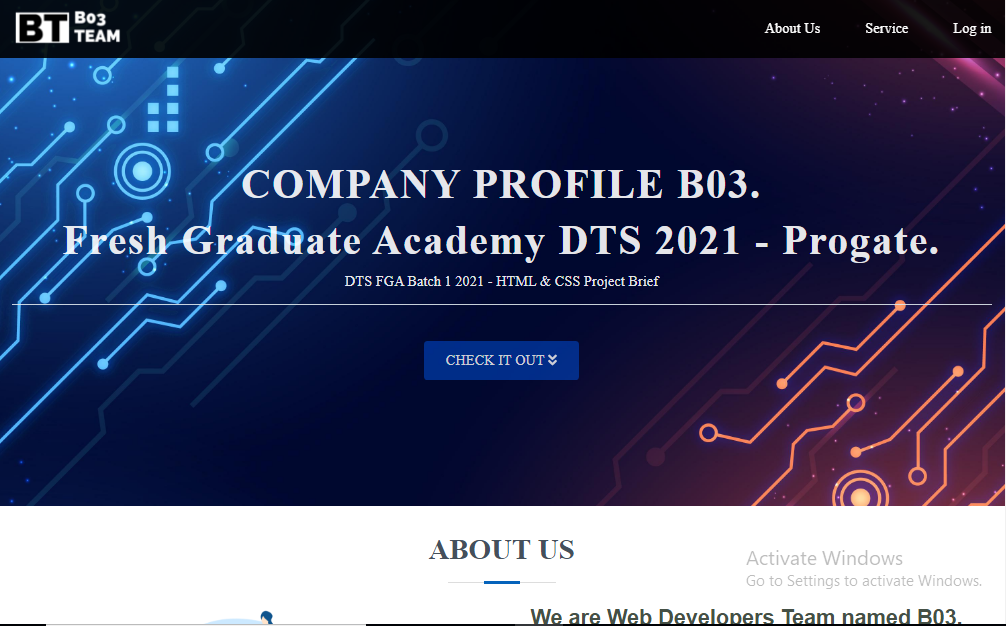 BT B03 TEAM
About Us Service Log in
COMPANY PROFILE B03.
Fresh Graduate Academy DTS 2021 - Progate.
DTS FGA Batch 1 2021 - HTML & CSS Project Brief
CHECK IT OUT
ABOUT US
Activate Windows
Go to Settings to activate Windows.
We are Web Developers Team named B03.